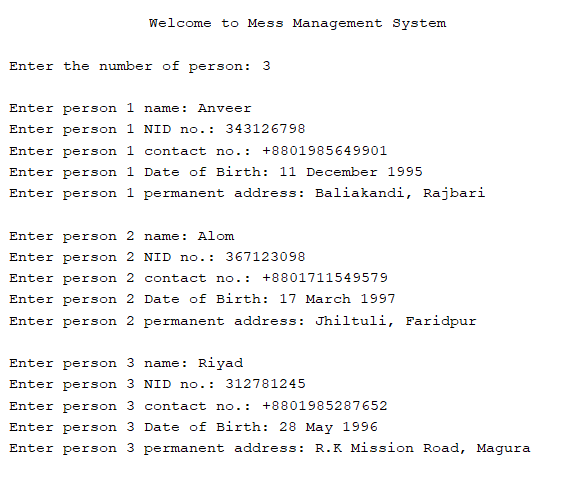 Welcome to Mess Management System
Enter the number of person: 3
Enter person 1 name: Anveer
Enter person 1 NID no.: 343126798
Enter person 1 contact no.: +8801985649901
Enter person 1 Date of Birth: 11 December 1995
Enter person 1 permanent address: Baliakandi, Rajbari
Enter person 2 name: Alom
Enter person 2 NID no.: 367123098
Enter person 2 contact no.: +8801711549579
Enter person 2 Date of Birth: 17 March 1997
Enter person 2 permanent address: Jhiltuli, Faridpur
Enter person 3 name: Riyad
Enter person 3 NID no.: 312781245
Enter person 3 contact no.: +8801985287652
Enter person 3 Date of Birth: 28 May 1996
Enter person 3 permanent address: R.K Mission Road, Magura